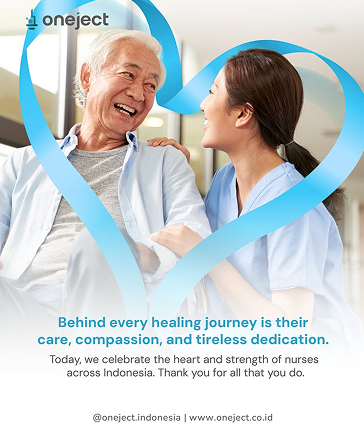 oneject
Behind every healing journey is their
care, compassion, and tireless dedication.
Today, we celebrate the heart and strength of nurses
across Indonesia. Thank you for all that you do.
@oneject.indonesia | www.oneject.co.id